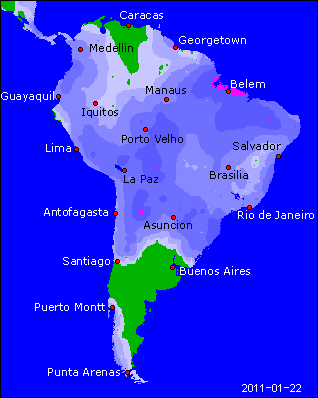 Caracas
Georgetown
Medellin
Belem
Manaus
Guayaquil
Iquitos
Porto Velho
Salvador
Lima
La Paz
Brasilia
Antofagasta
Rio de Janeiro
Asuncion
Santiago
Buenos Aires
Puerto Montt
Punta Arenas
2011-01-22